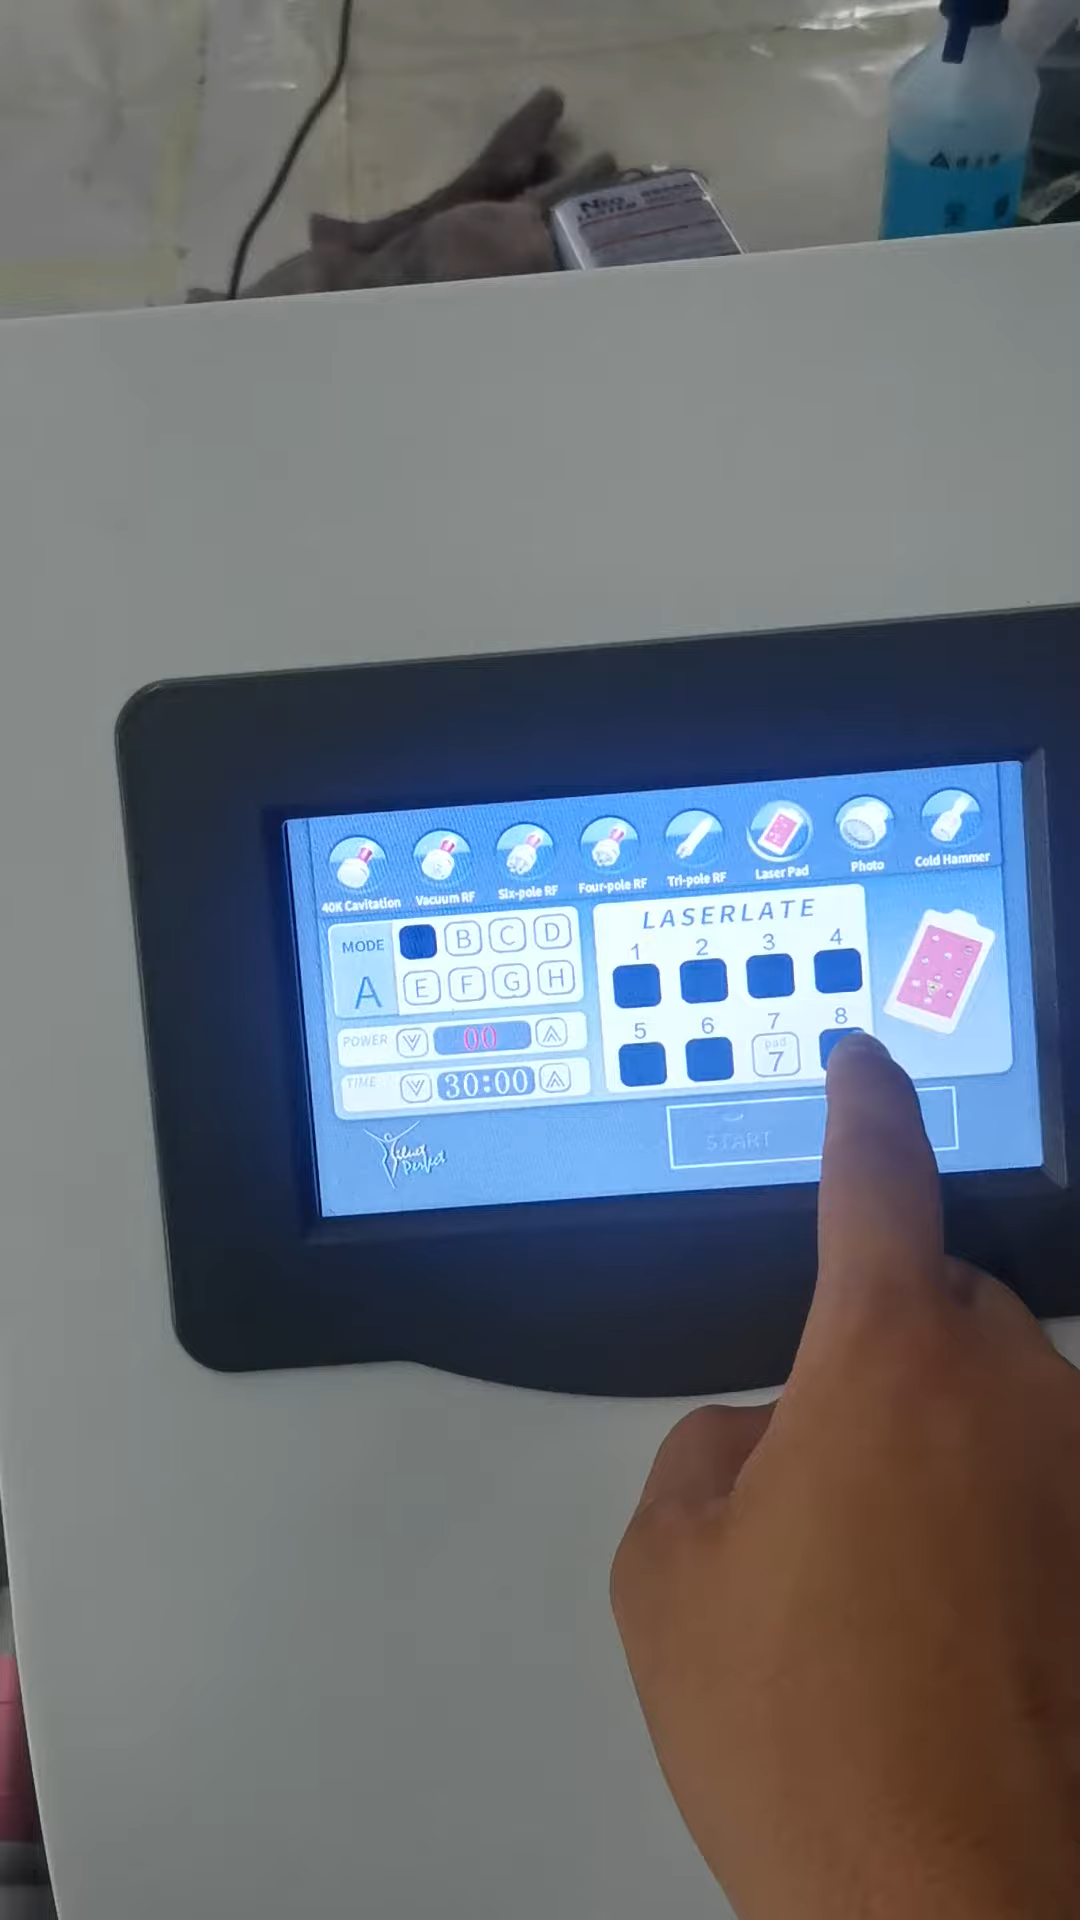 40K Cavitation
Vacuum RF
Six-pole RF
Four-pole RF
Tri-pole RF
Laser Pad
Photo
Cold Hammer
MODE
B C D
A
E F G H
POWER
00
TIME
30:00
LASERLATE
1 2 3 4
5 6 7 8
pad
7
START
Perfect